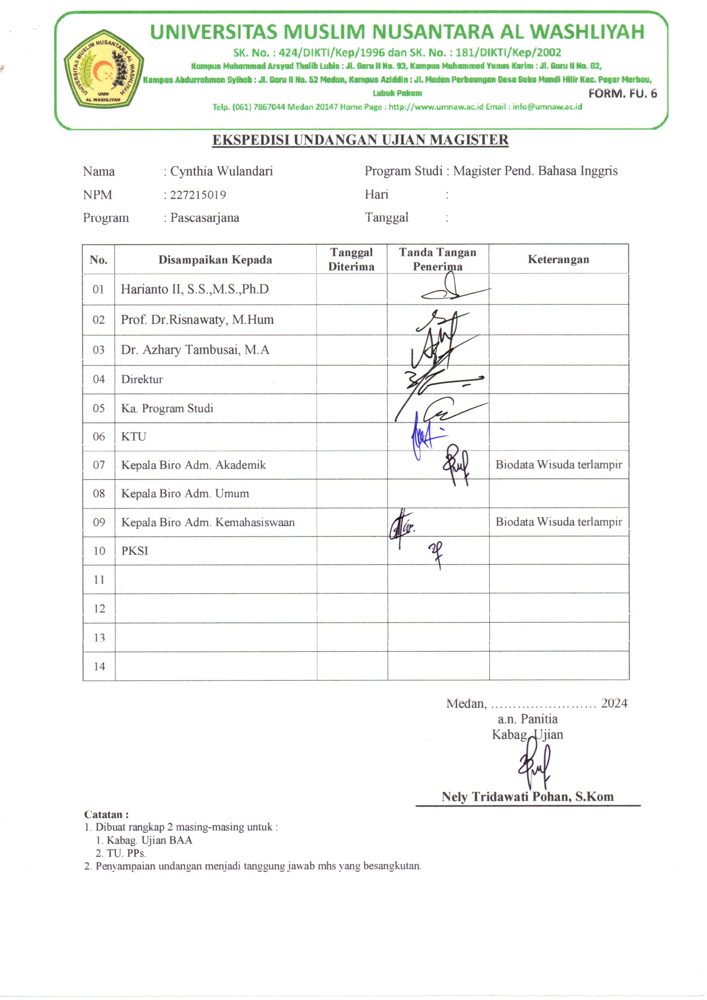 UNIVERSITAS MUSLIM NUSANTARA AL WASHLIYAH
UMN
AL WASHLIYAH
UNIVERSITAS MUSLIM NUSANTARA AL WASHLIYAH
SK. No. : 424/DIKTI/Kep/1996 dan SK. No. : 181/DIKTI/Kep/2002
Kampus Muhammad Arsyad Thalib Lubis : Jl. Garu II No. 93, Kampus Muhammad Yunus Karim : Jl. Garu II No. 02,
Kampus Abdurrahman Syihab : Jl. Garu II No. 52 Medan, Kampus Aziddin : Jl. Medan Perbaungan Desa Suka Mandi Hilir Kec. Pagar Merbau,
Lubuk Pakam
FORM. FU. 6
Telp. (061) 7867044 Medan 20147 Home Page : http://www.umnaw.ac.id Email : info@umnaw.ac.id
EKSPEDISI UNDANGAN UJIAN MAGISTER
Nama : Cynthia Wulandari Program Studi : Magister Pend. Bahasa Inggris
NPM : 227215019 Hari :
Program : Pascasarjana Tanggal :
No. Disampaikan Kepada Tanggal Diterima Tanda Tangan Penerima Keterangan
01 Harianto II, S.S.,M.S.,Ph.D
02 Prof. Dr.Risnawaty, M.Hum
03 Dr. Azhary Tambusai, M.A
04 Direktur
05 Ka. Program Studi
06 KTU
07 Kepala Biro Adm. Akademik Biodata Wisuda terlampir
08 Kepala Biro Adm. Umum
09 Kepala Biro Adm. Kemahasiswaan Biodata Wisuda terlampir
10 PKSI
11
12
13
14
Medan, ........................ 2024
a.n. Panitia
Kabag. Ujian
Nely Tridawati Pohan, S.Kom
Catatan :
1. Dibuat rangkap 2 masing-masing untuk :
1. Kabag. Ujian BAA
2. TU. PPs.
2. Penyampaian undangan menjadi tanggung jawab mhs yang besangkutan.